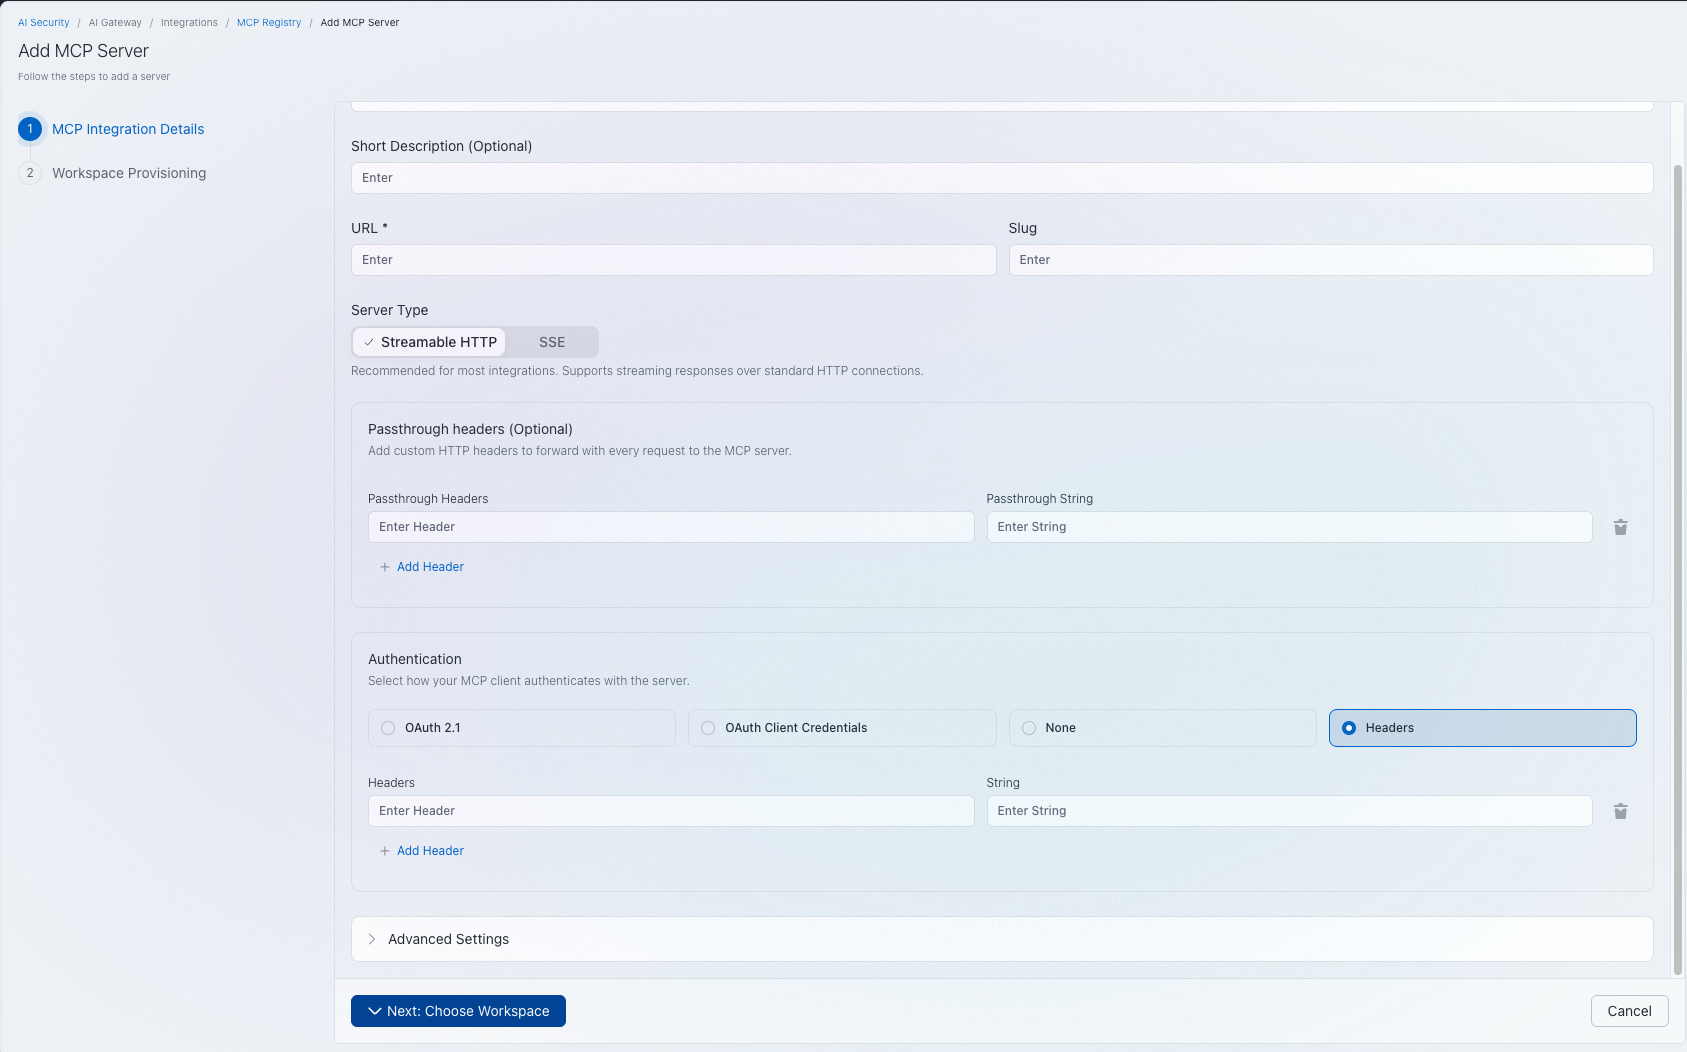 AI Security / AI Gateway / Integrations / MCP Registry / Add MCP Server
Add MCP Server
Follow the steps to add a server
1 MCP Integration Details
2 Workspace Provisioning
Short Description (Optional)
Enter
URL * Slug
Enter Enter
Server Type
Streamable HTTP SSE
Recommended for most integrations. Supports streaming responses over standard HTTP connections.
Passthrough headers (Optional)
Add custom HTTP headers to forward with every request to the MCP server.
Passthrough Headers Passthrough String
Enter Header Enter String
+ Add Header
Authentication
Select how your MCP client authenticates with the server.
OAuth 2.1 OAuth Client Credentials None Headers
Headers String
Enter Header Enter String
+ Add Header
Advanced Settings
Next: Choose Workspace Cancel